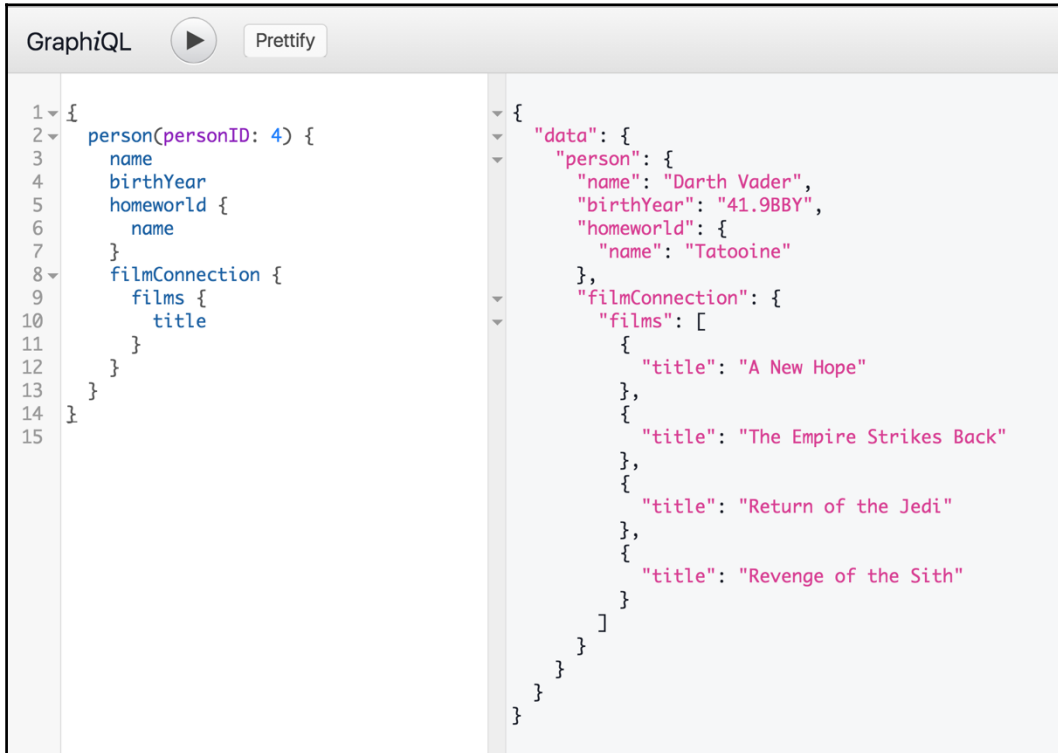 GraphiQL Prettify
1 {
2 person(personID: 4) {
3 name
4 birthYear
5 homeworld {
6 name
7 }
8 filmConnection {
9 films {
10 title
11 }
12 }
13 }
14 }
15
{
"data": {
"person": {
"name": "Darth Vader",
"birthYear": "41.9BBY",
"homeworld": {
"name": "Tatooine"
},
"filmConnection": {
"films": [
{
"title": "A New Hope"
},
{
"title": "The Empire Strikes Back"
},
{
"title": "Return of the Jedi"
},
{
"title": "Revenge of the Sith"
}
]
}
}
}
}